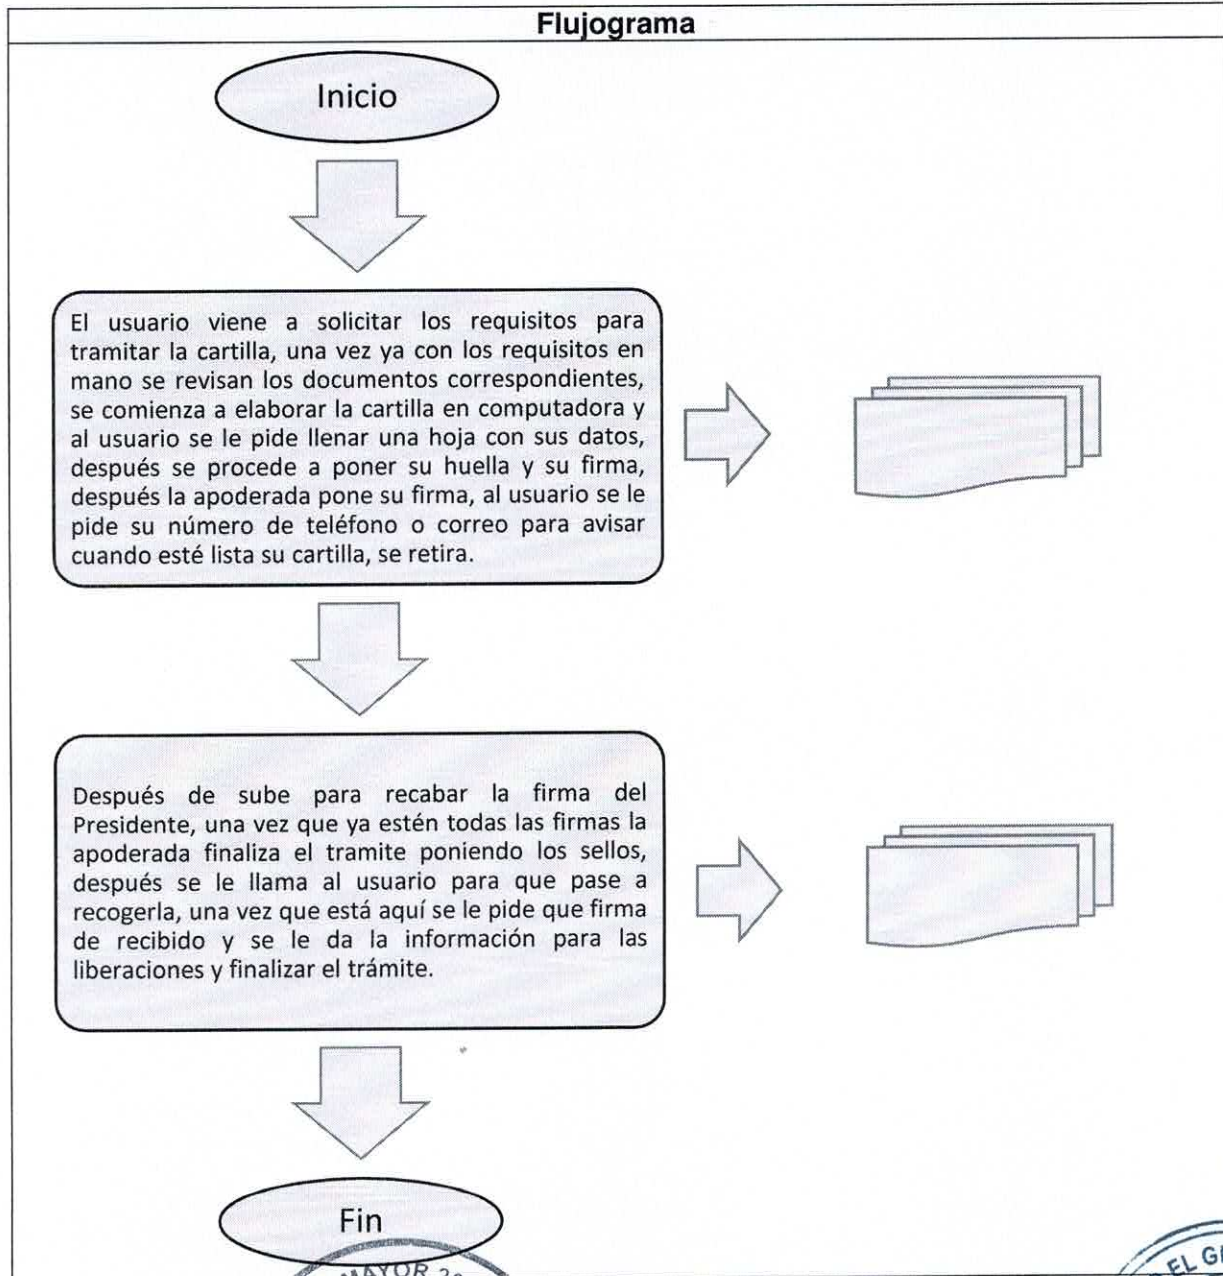 Flujograma
Inicio
El usuario viene a solicitar los requisitos para
tramitar la cartilla, una vez ya con los requisitos en
mano se revisan los documentos correspondientes,
se comienza a elaborar la cartilla en computadora y
al usuario se le pide llenar una hoja con sus datos,
después se procede a poner su huella y su firma,
después la apoderada pone su firma, al usuario se le
pide su número de teléfono o correo para avisar
cuando esté lista su cartilla, se retira.
Después de sube para recabar la firma del
Presidente, una vez que ya estén todas las firmas la
apoderada finaliza el tramite poniendo los sellos,
después se le llama al usuario para que pase a
recogerla, una vez que está aquí se le pide que firma
de recibido y se le da la información para las
liberaciones y finalizar el trámite.
Fin
MAYOR
EL